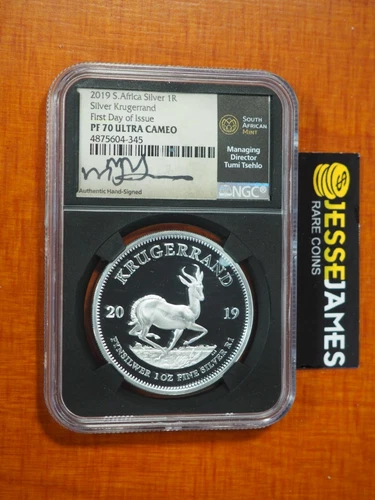 2019 S.Africa Silver 1R
Silver Krugerrand
First Day of Issue
PF 70 ULTRA CAMEO
4875604-345
Authentic Hand-Signed
SOUTH
AFRICAN
MINT
Managing
Director
Tumi Tsehlo
NGC
KRUGERRAND
20 19
FYNSILWER 1 OZ FINE SILVER R1
JESSEJAMES
RARE COINS